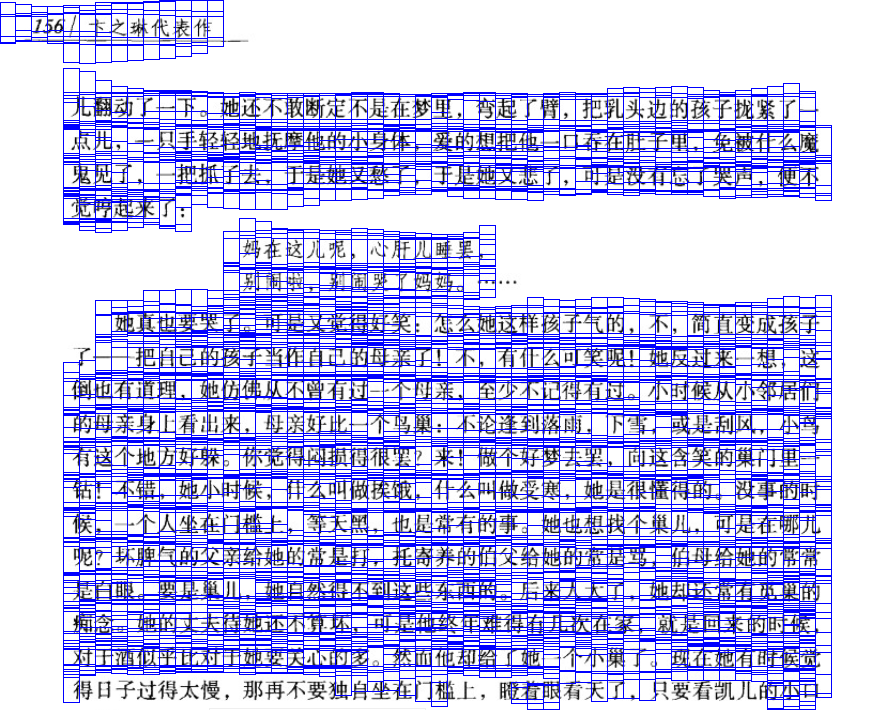 156/ 卞之琳代表作
儿翻动了一下。她还不敢断定不是在梦里，弯起了臂，把乳头边的孩子拢紧了一
点儿，一只手轻轻地抚摩他的小身体，爱的想把他一口吞在肚子里，免被什么魔
鬼见了，一把抓了去，于是她又愁了，于是她又悲了，可是没有忘了哭声，便不
觉哼起来了：
妈在这儿呢，心肝儿睡罢，
别闹啦，别闹哭了妈妈。……
她真也要哭了。可是又觉得好笑：怎么她这样孩子气的，不，简直变成孩子
了——把自己的孩子当作自己的母亲了！不，有什么可笑呢！她反过来一想，这
倒也有道理，她仿佛从不曾有过一个母亲，至少不记得有过。小时候从小邻居们
的母亲身上看出来，母亲好比一个鸟巢：不论逢到落雨，下雪，或是刮风，小鸟
有这个地方好躲。你觉得闷损得很罢？来！做个好梦去罢，向这含笑的巢门里一
钻！不错，她小时候，什么叫做挨饿，什么叫做受寒，她是很懂得的。没事的时
候，一个人坐在门槛上，等天黑，也是常有的事。她也想找个巢儿，可是在哪儿
呢？坏脾气的父亲给她的常是打，托寄养的伯父给她的常是骂，伯母给她的常常
是白眼。要是巢儿，她自然得不到这些东西的。后来人大了，她却还常有觅巢的
痴念。她的丈夫待她还不算坏，可是他终年难得有几次在家，就是回来的时候，
对于酒似乎比对于她要关心的多。然而他却给了她一个小巢了。现在她有时候觉
得日子过得太慢，那再不要独自坐在门槛上，瞪着眼看天了，只要看凯儿的小口